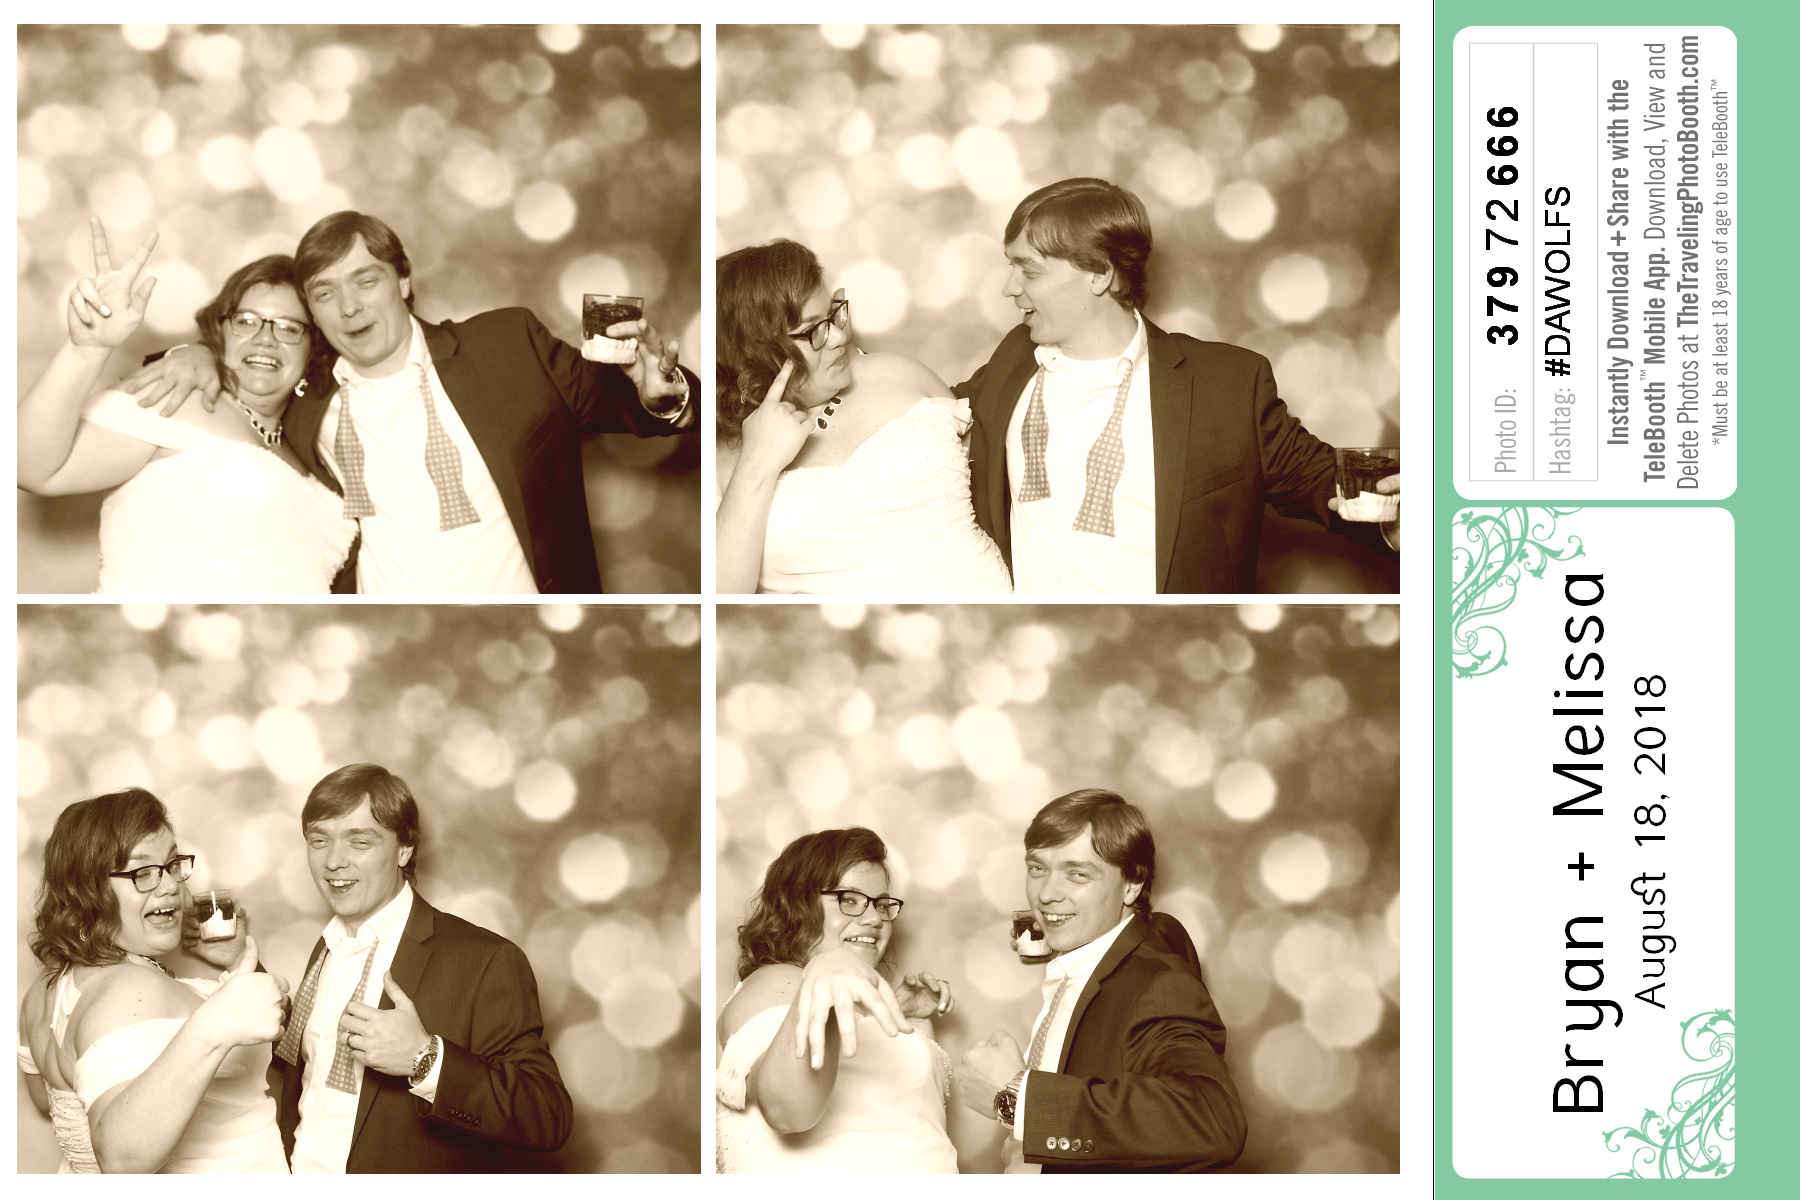 Photo ID: 379 72 666
Hashtag: #DAWOLFS
Instantly Download + Share with the
TeleBooth™ Mobile App. Download, View and
Delete Photos at TheTravelingPhotoBooth.com
*Must be at least 18 years of age to use TeleBooth™
Bryan + Melissa
August 18, 2018